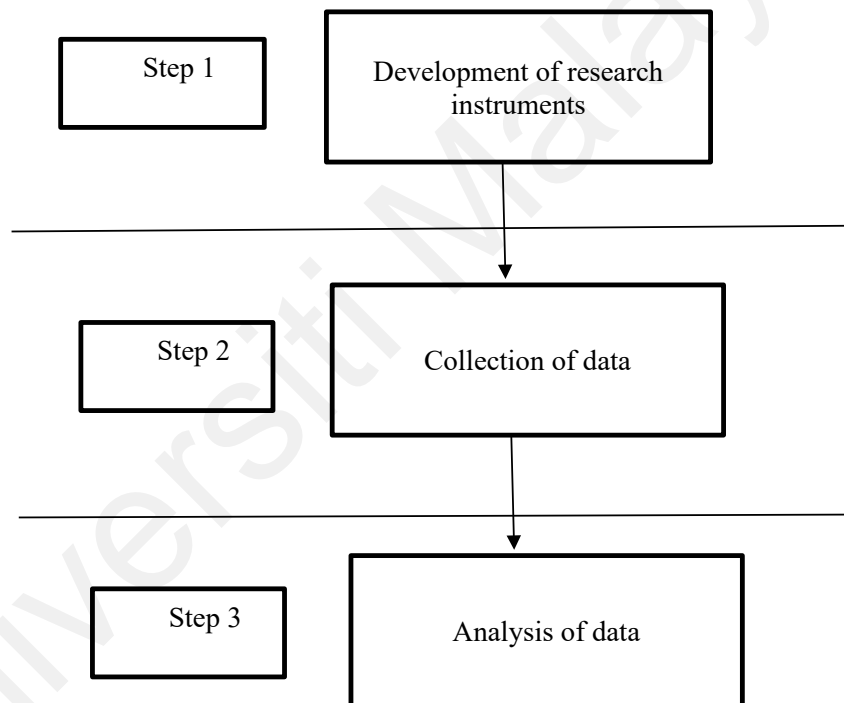 Step 1
Development of research
instruments
Step 2
Collection of data
Step 3
Analysis of data